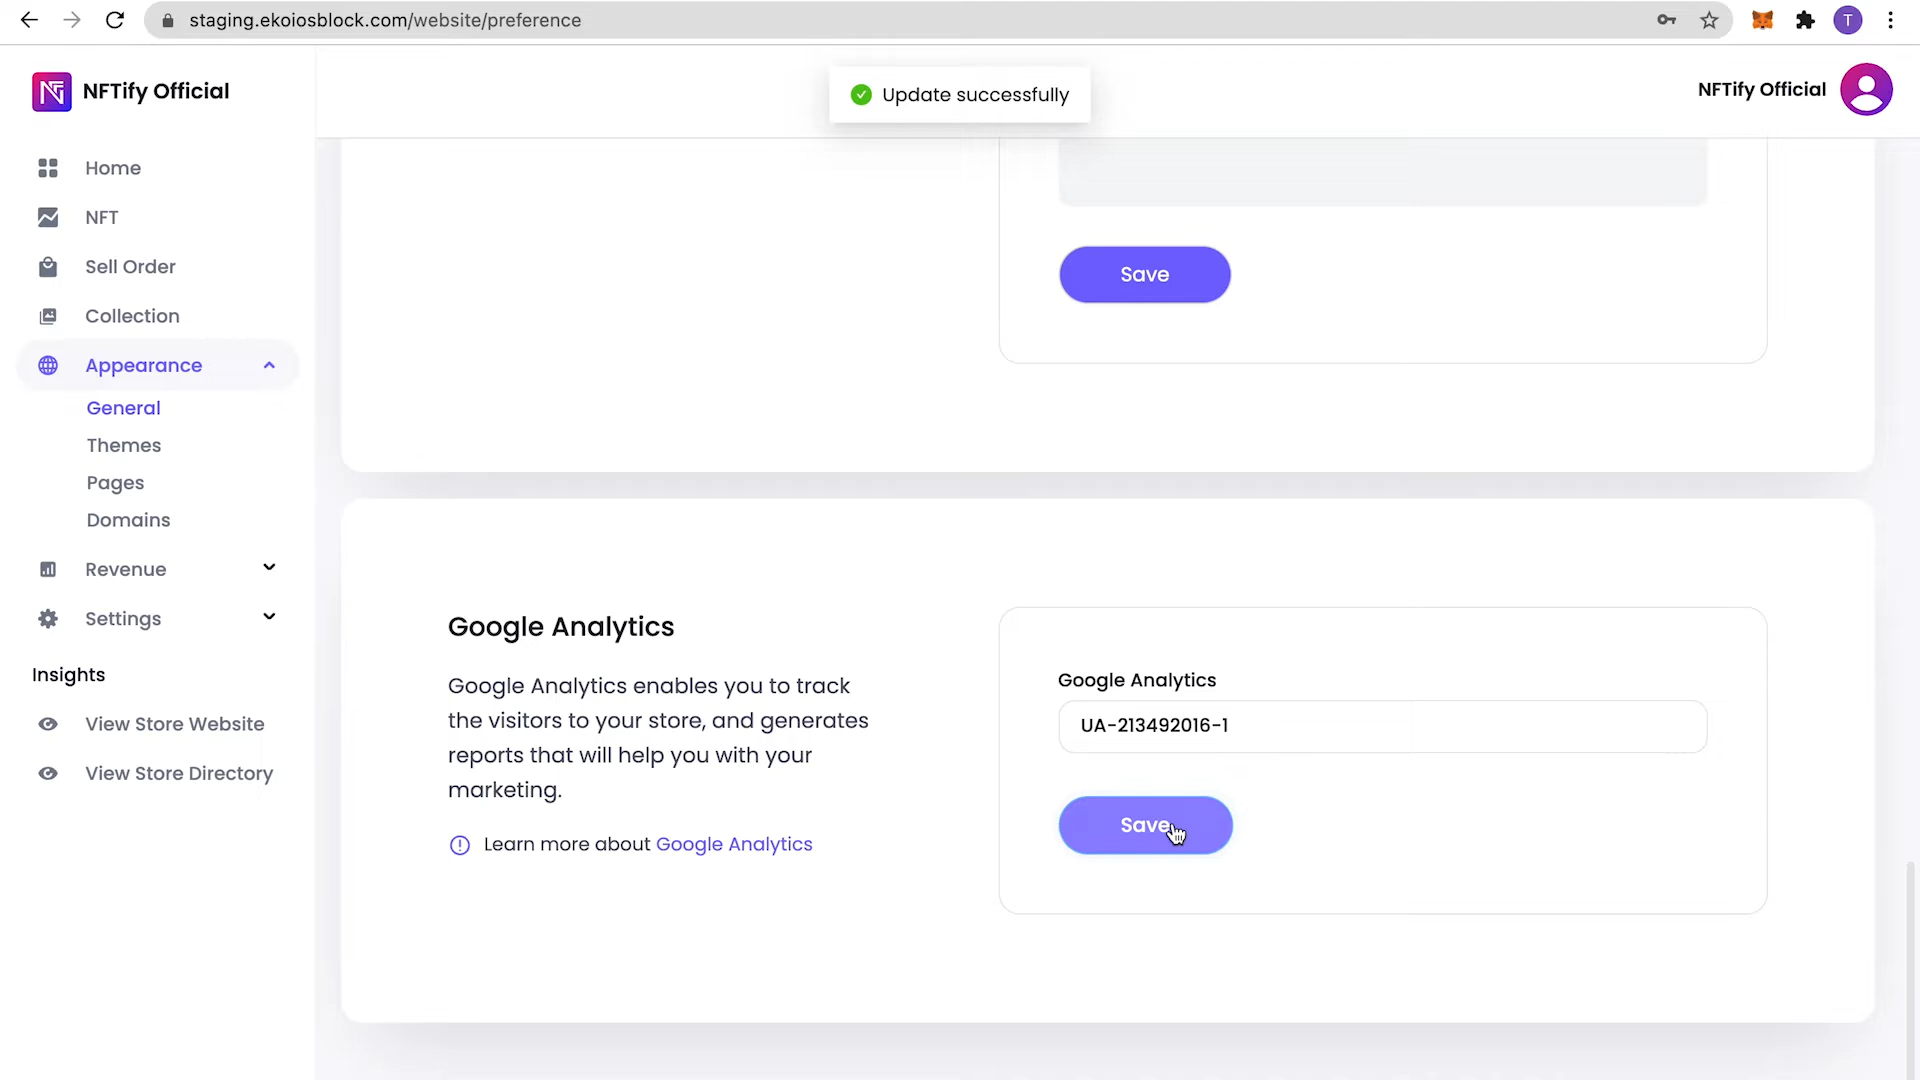 staging.ekoiosblock.com/website/preference
T
NFTify Official
Update successfully
NFTify Official
Home
NFT
Sell Order
Collection
Appearance
General
Themes
Pages
Domains
Revenue
Settings
Insights
View Store Website
View Store Directory
Save
Google Analytics
Google Analytics enables you to track
the visitors to your store, and generates
reports that will help you with your
marketing.
Learn more about Google Analytics
Google Analytics
UA-213492016-1
Save